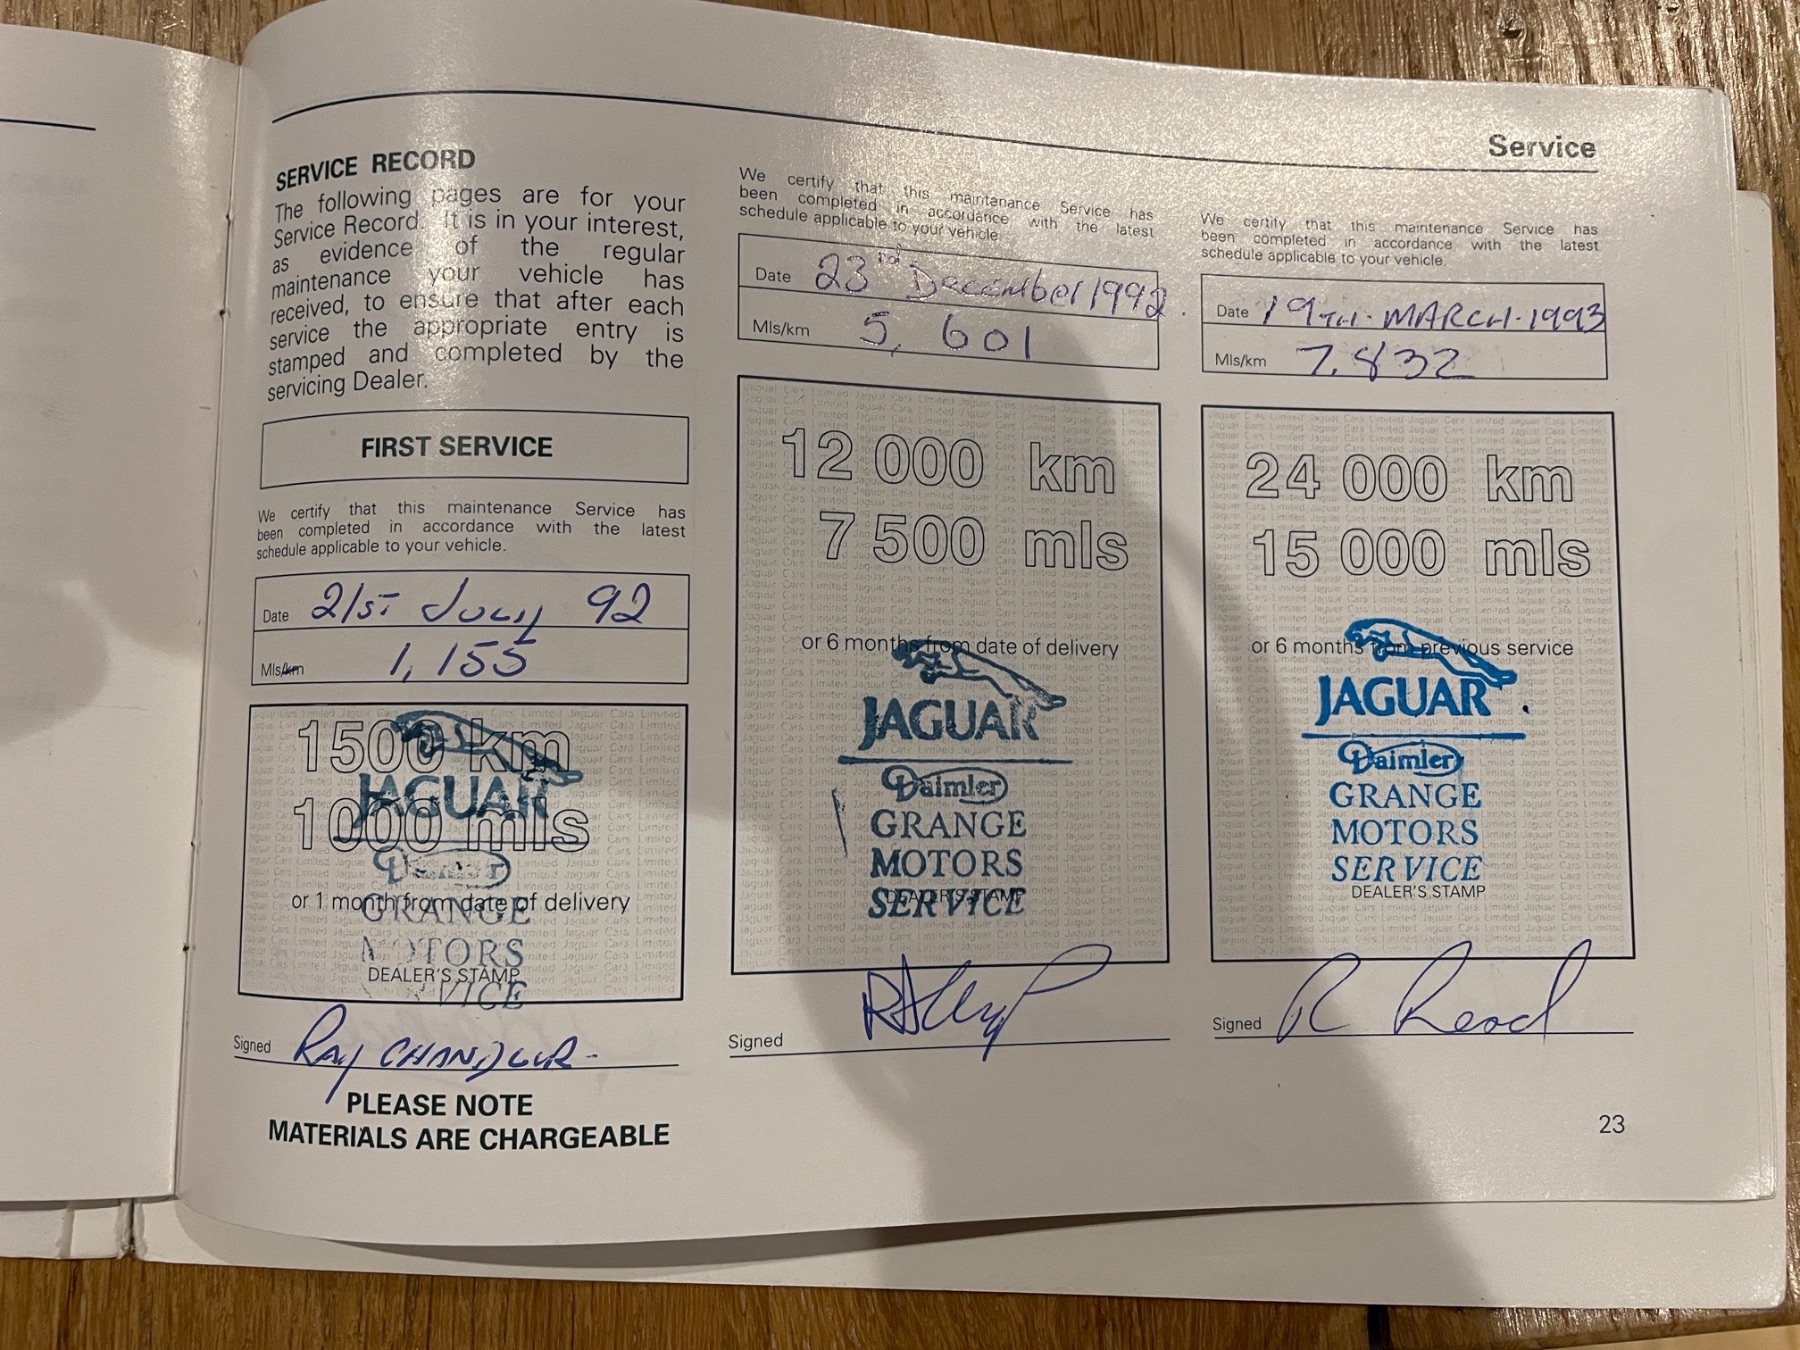 Service
SERVICE RECORD
The following pages are for your
Service Record. It is in your interest,
as evidence of the regular
maintenance your vehicle has
received, to ensure that after each
service the appropriate entry is
stamped and completed by the
servicing Dealer.
FIRST SERVICE
We certify that this maintenance Service has
been completed in accordance with the latest
schedule applicable to your vehicle.
Date 21ST JULY 92
Mls/km 1,155
1500 km
JAGUAR
1000 mls
Daimler
or 1 month from date of delivery
GRANGE
MOTORS
DEALER'S STAMP
SERVICE
Signed RAY CHANDLER-
PLEASE NOTE
MATERIALS ARE CHARGEABLE
We certify that this maintenance Service has
been completed in accordance with the latest
schedule applicable to your vehicle.
Date 23rd December 1992.
Mls/km 5,601
12 000 km
7 500 mls
or 6 months from date of delivery
JAGUAR
Daimler
GRANGE
MOTORS
SERVICE
DEALER'S STAMP
Signed
We certify that this maintenance Service has
been completed in accordance with the latest
schedule applicable to your vehicle.
Date 19TH. MARCH. 1993
Mls/km 7,832
24 000 km
15 000 mls
or 6 months from previous service
JAGUAR
Daimler
GRANGE
MOTORS
SERVICE
DEALER'S STAMP
Signed R Read
23